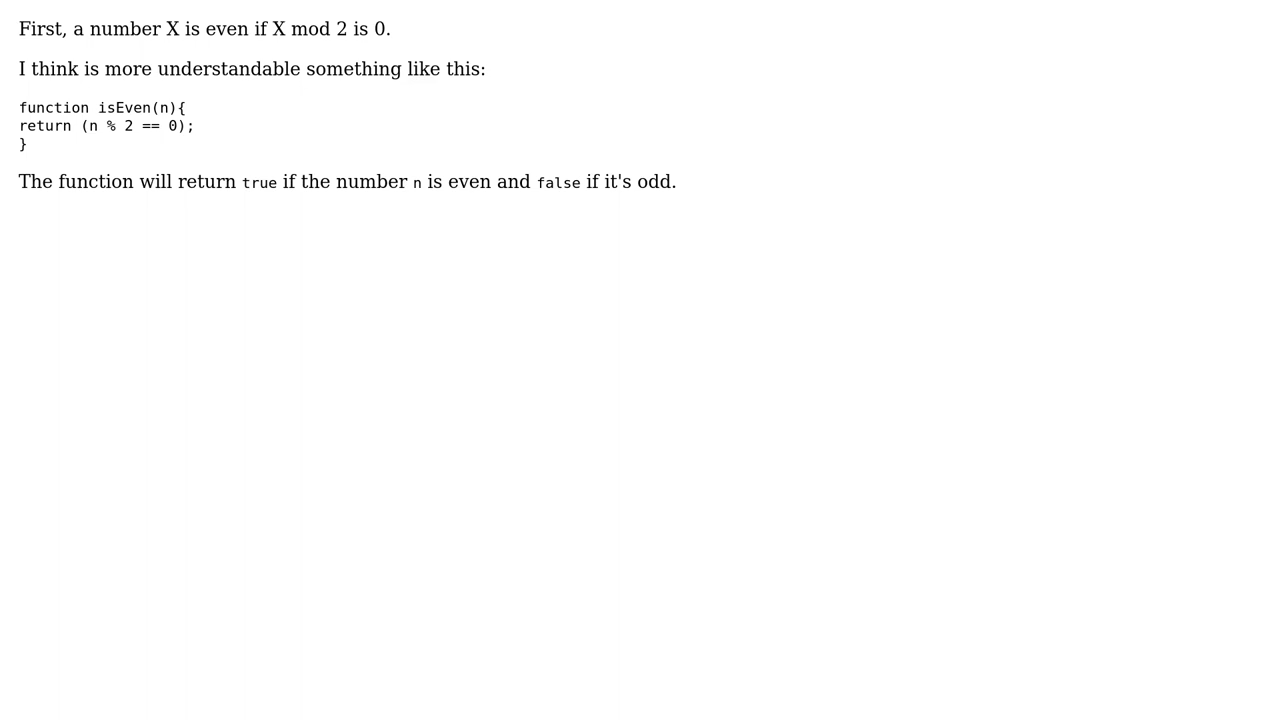 First, a number X is even if X mod 2 is 0.
I think is more understandable something like this:
function isEven(n){
return (n % 2 == 0);
}
The function will return true if the number n is even and false if it's odd.